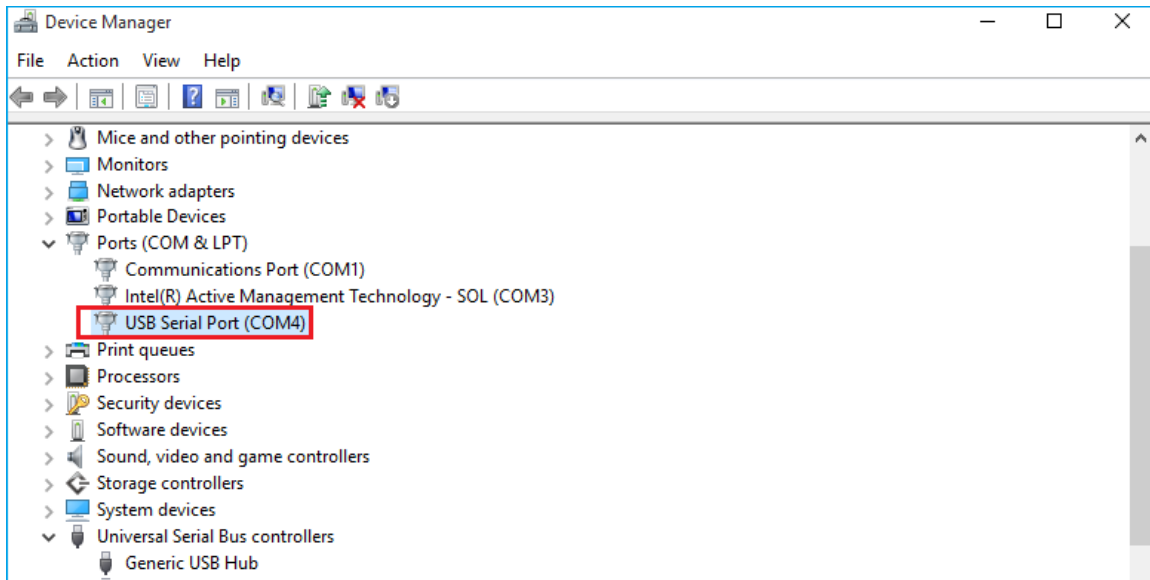 Device Manager
File Action View Help
Mice and other pointing devices
Monitors
Network adapters
Portable Devices
Ports (COM & LPT)
Communications Port (COM1)
Intel(R) Active Management Technology - SOL (COM3)
USB Serial Port (COM4)
Print queues
Processors
Security devices
Software devices
Sound, video and game controllers
Storage controllers
System devices
Universal Serial Bus controllers
Generic USB Hub